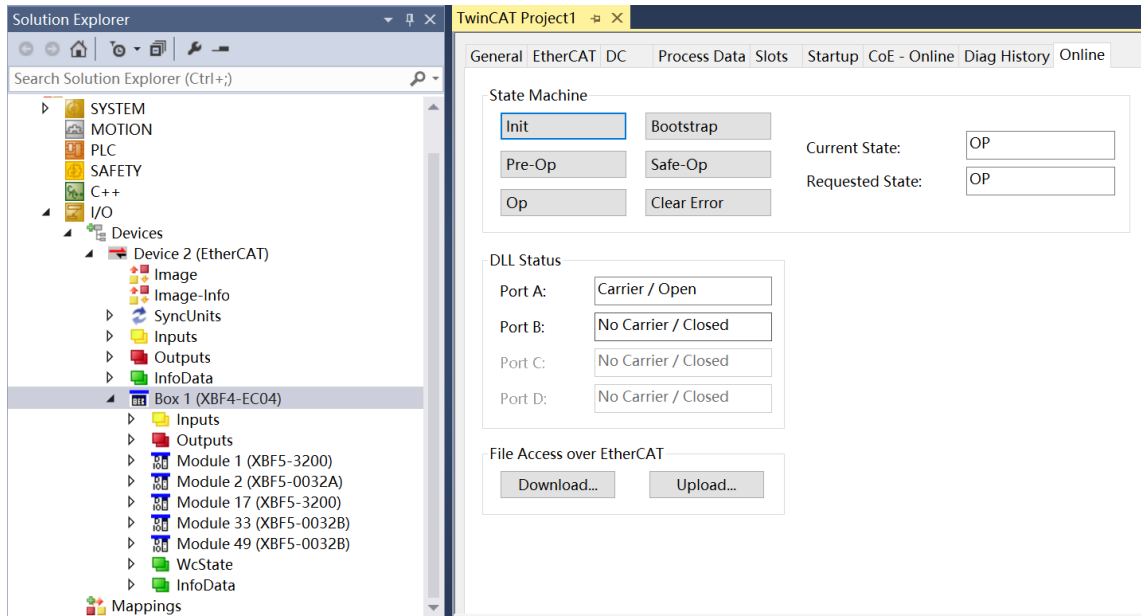 Solution Explorer
Search Solution Explorer (Ctrl+;)
SYSTEM
MOTION
PLC
SAFETY
C++
I/O
Devices
Device 2 (EtherCAT)
Image
Image-Info
SyncUnits
Inputs
Outputs
InfoData
Box 1 (XBF4-EC04)
Inputs
Outputs
Module 1 (XBF5-3200)
Module 2 (XBF5-0032A)
Module 17 (XBF5-3200)
Module 33 (XBF5-0032B)
Module 49 (XBF5-0032B)
WcState
InfoData
Mappings
TwinCAT Project1
General EtherCAT DC Process Data Slots Startup CoE - Online Diag History Online
State Machine
Init Bootstrap
Pre-Op Safe-Op
Op Clear Error
Current State: OP
Requested State: OP
DLL Status
Port A: Carrier / Open
Port B: No Carrier / Closed
Port C: No Carrier / Closed
Port D: No Carrier / Closed
File Access over EtherCAT
Download... Upload...